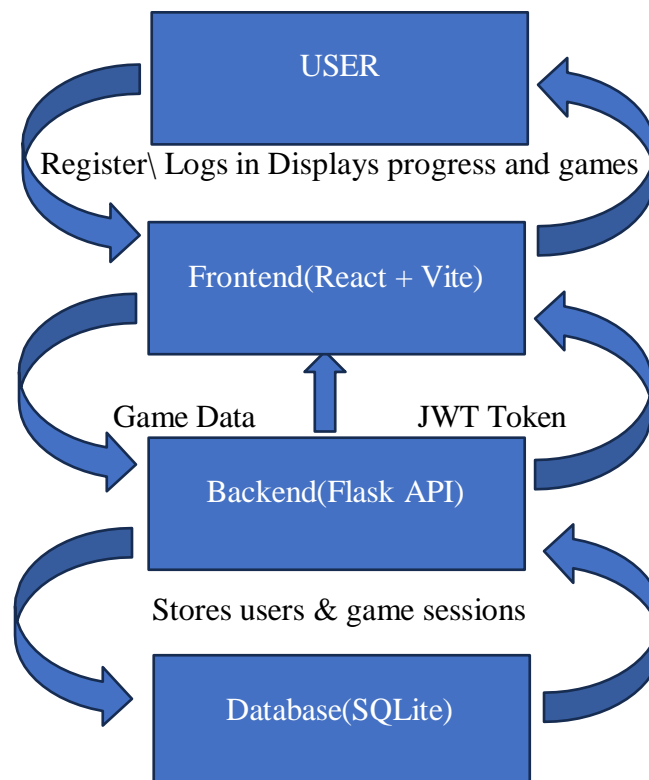 USER
Register\ Logs in Displays progress and games
Frontend(React + Vite)
Game Data JWT Token
Backend(Flask API)
Stores users & game sessions
Database(SQLite)